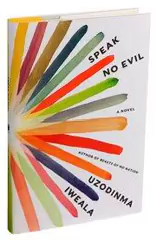 SPEAK
NO EVIL
A NOVEL
AUTHOR OF BEASTS OF NO NATION
UZODINMA
IWEALA